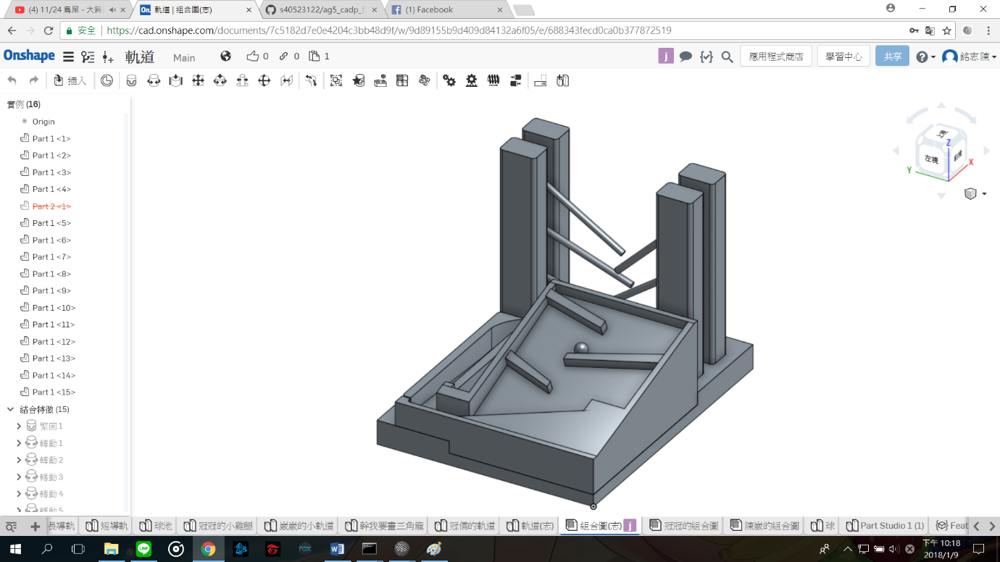 (4) 11/24 鳥屎 - 大舞
軌道 | 組合圖(志)
s40523122/ag5_cadp_f
(1) Facebook
安全 | https://cad.onshape.com/documents/7c5182d7e0e4204c3bb48d9f/w/9d89155b9d409d84132a6f05/e/688343fecd0ca0b377872519
Onshape 軌道 Main 0 0 1 j 應用程式商店 學習中心 共享 銘志 陳
插入
實例 (16)
Origin
Part 1 <1>
Part 1 <2>
Part 1 <3>
Part 1 <4>
Part 2 <1>
Part 1 <5>
Part 1 <6>
Part 1 <7>
Part 1 <8>
Part 1 <9>
Part 1 <10>
Part 1 <11>
Part 1 <12>
Part 1 <13>
Part 1 <14>
Part 1 <15>
結合特徵 (15)
緊固 1
轉動 1
轉動 2
轉動 3
轉動 4
轉動 5
Z
左視
前視
X
Y
長導軌 短導軌 球池 冠冠的小雞腿 崴崴的小軌道 幹我要畫三角龍 冠儒的軌道 軌道(志) 組合圖(志) j 冠冠的組合圖 陳崴的組合圖 球 Part Studio 1 (1) Feat
下午 10:18
2018/1/9